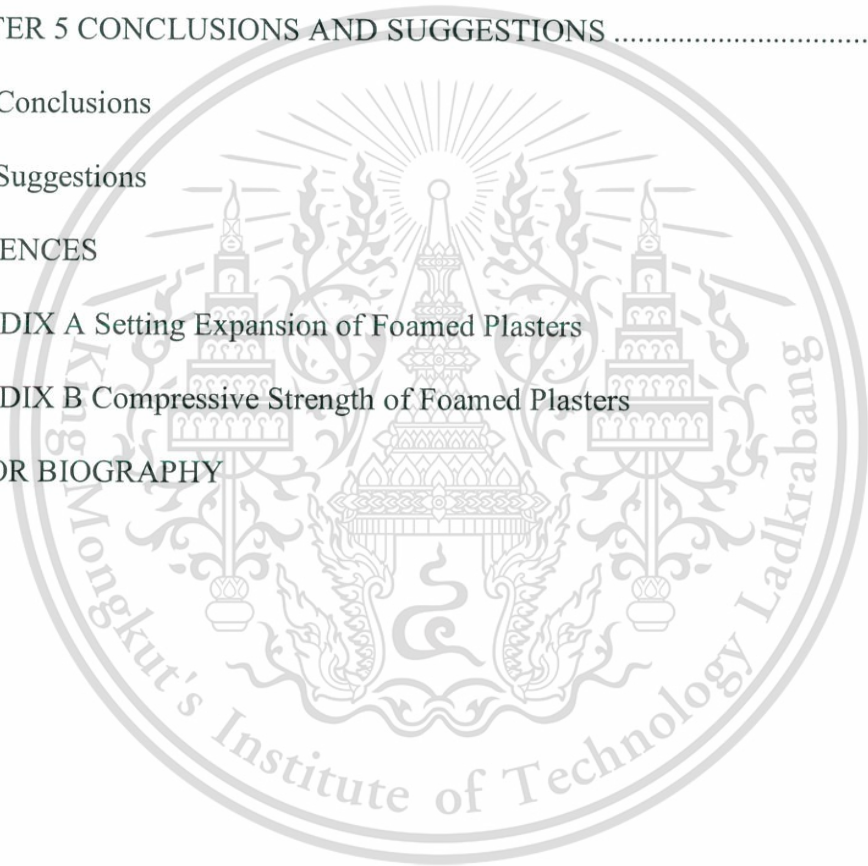 TER 5 CONCLUSIONS AND SUGGESTIONS ................................
Conclusions
Suggestions
ENCES
DIX A Setting Expansion of Foamed Plasters
DIX B Compressive Strength of Foamed Plasters
OR BIOGRAPHY
King Mongkut's Institute of Technology Ladkrabang